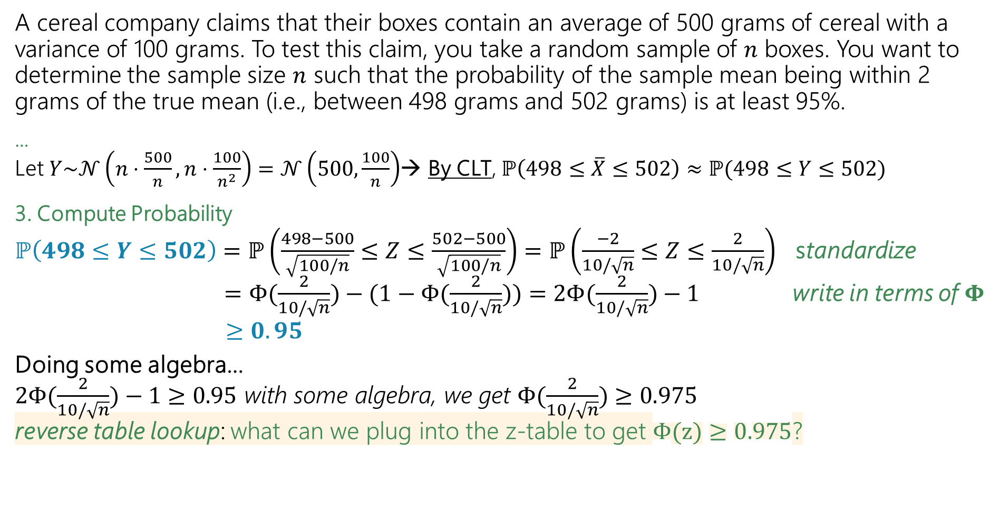 A cereal company claims that their boxes contain an average of 500 grams of cereal with a
variance of 100 grams. To test this claim, you take a random sample of 𝒏 boxes. You want to
determine the sample size 𝒏 such that the probability of the sample mean being within 2
grams of the true mean (i.e., between 498 grams and 502 grams) is at least 95%.
...
Let Y~𝒩(n · 500/n, n · 100/n²) = 𝒩(500, 100/n)→ By CLT, ℙ(498 ≤ X̄ ≤ 502) ≈ ℙ(498 ≤ Y ≤ 502)
3. Compute Probability
ℙ(498 ≤ Y ≤ 502) = ℙ((498−500)/√(100/n) ≤ Z ≤ (502−500)/√(100/n)) = ℙ(−2/(10/√n) ≤ Z ≤ 2/(10/√n)) standardize
= Φ(2/(10/√n)) − (1 − Φ(2/(10/√n))) = 2Φ(2/(10/√n)) − 1 write in terms of Φ
≥ 0.95
Doing some algebra...
2Φ(2/(10/√n)) − 1 ≥ 0.95 with some algebra, we get Φ(2/(10/√n)) ≥ 0.975
reverse table lookup: what can we plug into the z-table to get Φ(z) ≥ 0.975?